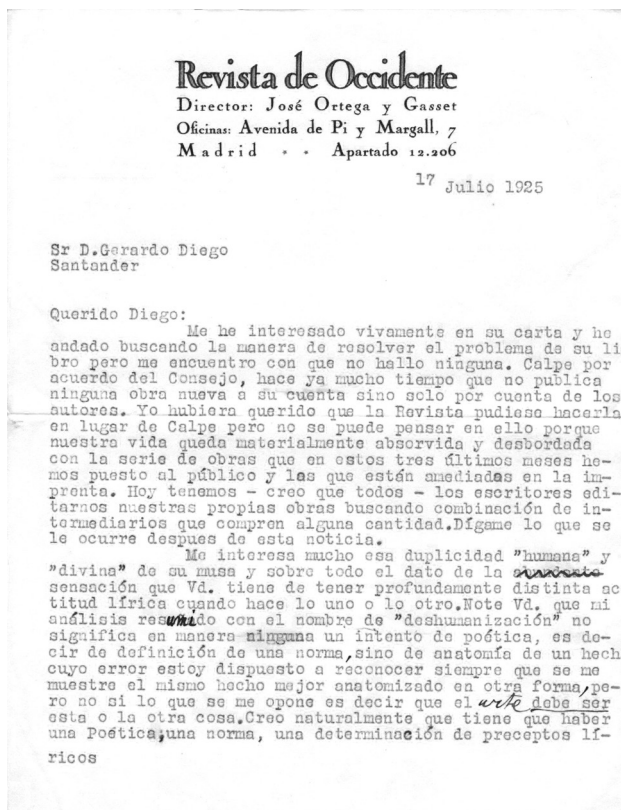 Revista de Occidente
Director: José Ortega y Gasset
Oficinas: Avenida de Pi y Margall, 7
Madrid · · Apartado 12.206
17 Julio 1925
Sr D.Gerardo Diego
Santander
Querido Diego:
Me he interesado vivamente en su carta y he
andado buscando la manera de resolver el problema de su li
bro pero me encuentro con que no hallo ninguna. Calpe por
acuerdo del Consejo, hace ya mucho tiempo que no publica
ninguna obra nueva a su cuenta sino solo por cuenta de los
autores. Yo hubiera querido que la Revista pudiese hacerla
en lugar de Calpe pero no se puede pensar en ello porque
nuestra vida queda materialmente absorvida y desbordada
con la serie de obras que en estos tres últimos meses he-
mos puesto al público y las que están amediadas en la im-
prenta. Hoy tenemos - creo que todos - los escritores edi-
tarnos nuestras propias obras buscando combinación de in-
termediarios que compren alguna cantidad.Dígame lo que se
le ocurre despues de esta noticia.
Me interesa mucho esa duplicidad "humana" y
"divina" de su musa y sobre todo el dato de la
sensación que Vd. tiene de tener profundamente distinta ac
titud lírica cuando hace lo uno o lo otro.Note Vd. que mi
análisis resumido con el nombre de "deshumanización" no
significa en manera ninguna un intento de poética, es de-
cir de definición de una norma,sino de anatomía de un hech
cuyo error estoy dispuesto a reconocer siempre que se me
muestre el mismo hecho mejor anatomizado en otra forma,pe-
ro no si lo que se me opone es decir que el arte debe ser
esta o la otra cosa.Creo naturalmente que tiene que haber
una Poética;una norma, una determinación de preceptos lí-
ricos